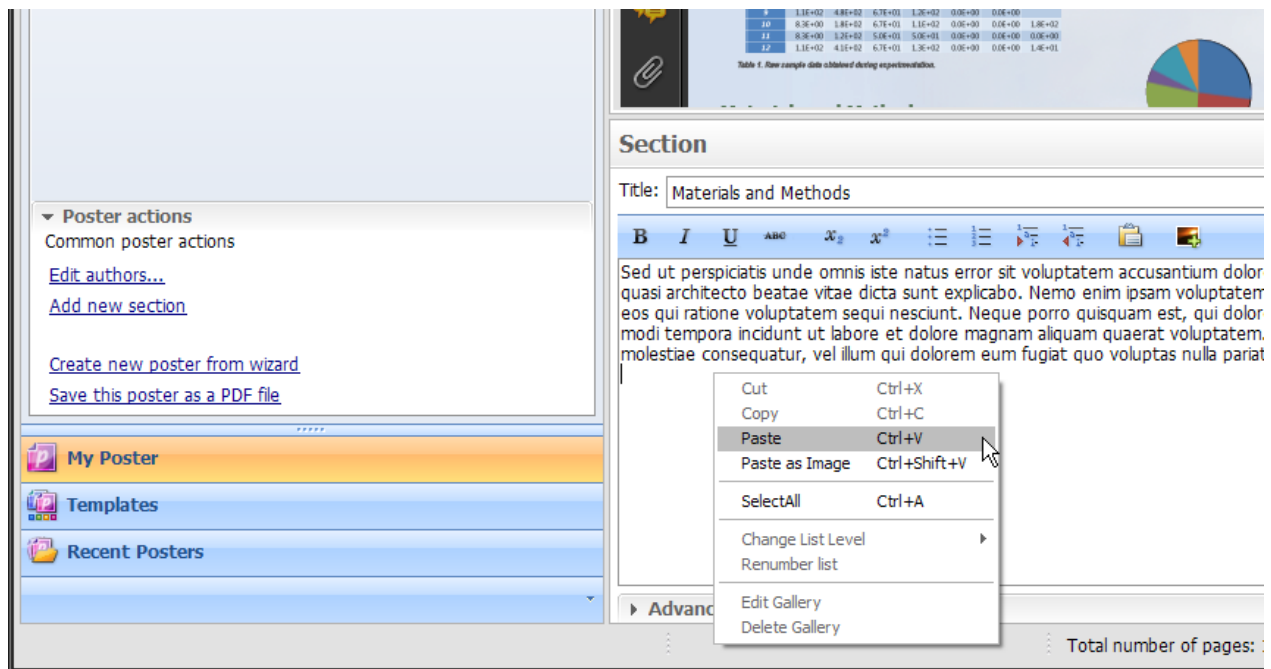 9 1.1E+02 4.8E+02 6.7E+01 1.2E+02 0.0E+00 0.0E+00
10 8.3E+00 1.8E+02 6.7E+01 1.1E+02 0.0E+00 0.0E+00 1.8E+02
11 8.3E+00 1.2E+02 5.0E+01 5.0E+01 0.0E+00 0.0E+00 0.0E+00
12 1.1E+02 4.1E+02 6.7E+01 1.3E+02 0.0E+00 0.0E+00 1.4E+01
Table 1. Raw sample data obtained during experimentation.
Section
Title: Materials and Methods
B I U ABC x2 x2
Sed ut perspiciatis unde omnis iste natus error sit voluptatem accusantium dolor
quasi architecto beatae vitae dicta sunt explicabo. Nemo enim ipsam voluptatem
eos qui ratione voluptatem sequi nesciunt. Neque porro quisquam est, qui dolor
modi tempora incidunt ut labore et dolore magnam aliquam quaerat voluptatem.
molestiae consequatur, vel illum qui dolorem eum fugiat quo voluptas nulla pariat
Poster actions
Common poster actions
Edit authors...
Add new section
Create new poster from wizard
Save this poster as a PDF file
My Poster
Templates
Recent Posters
Cut Ctrl+X
Copy Ctrl+C
Paste Ctrl+V
Paste as Image Ctrl+Shift+V
SelectAll Ctrl+A
Change List Level
Renumber list
Edit Gallery
Delete Gallery
Advanc
Total number of pages: